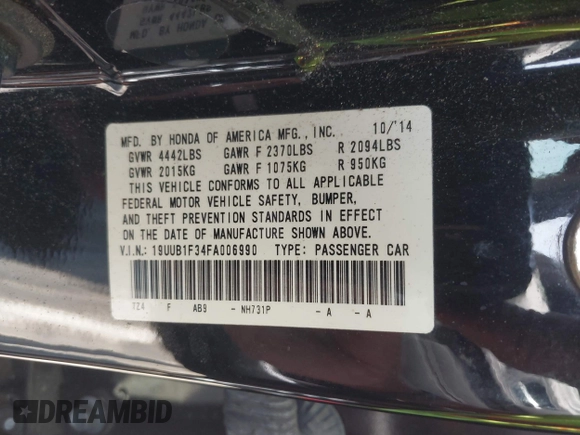 MFD. BY HONDA OF AMERICA MFG., INC. 10/'14
GVWR 4442LBS GAWR F 2370LBS R 2094LBS
GVWR 2015KG GAWR F 1075KG R 950KG
THIS VEHICLE CONFORMS TO ALL APPLICABLE
FEDERAL MOTOR VEHICLE SAFETY, BUMPER,
AND THEFT PREVENTION STANDARDS IN EFFECT
ON THE DATE OF MANUFACTURE SHOWN ABOVE.
V.I.N.: 19UUB1F34FA006990 TYPE: PASSENGER CAR
TZ4 F AB9 - NH731P - A - A
DREAMBID